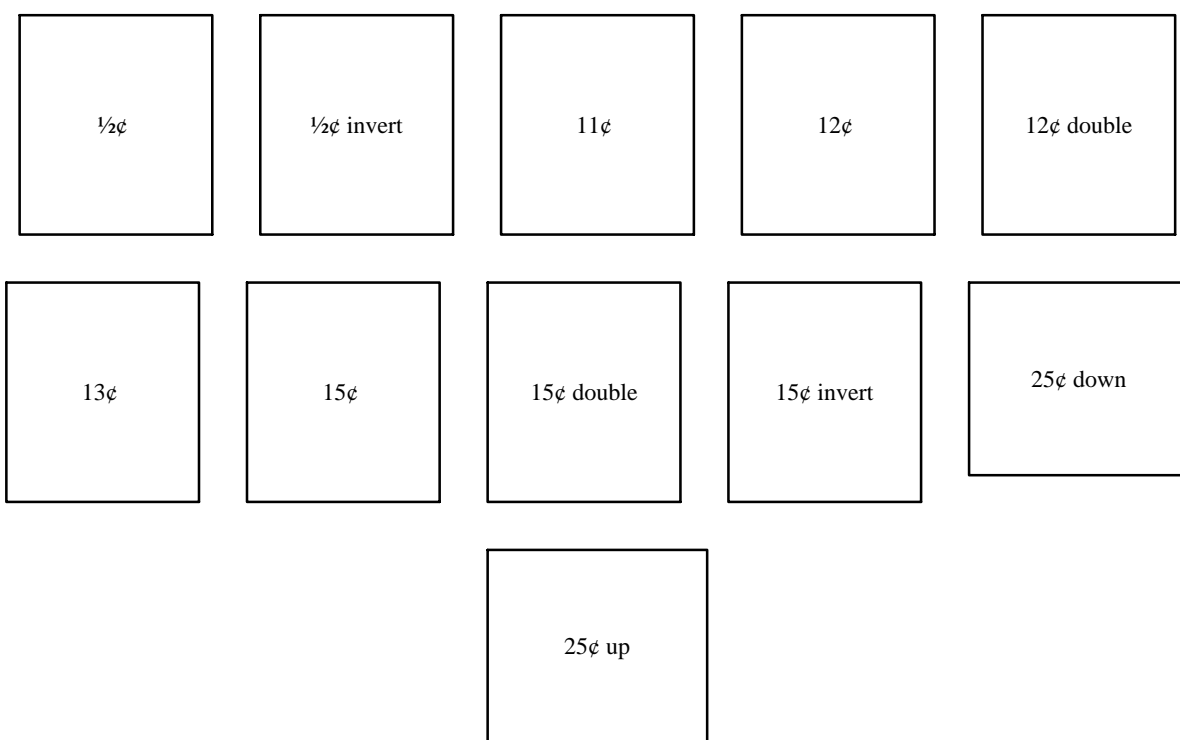 ½¢ ½¢ invert 11¢ 12¢ 12¢ double
13¢ 15¢ 15¢ double 15¢ invert 25¢ down
25¢ up